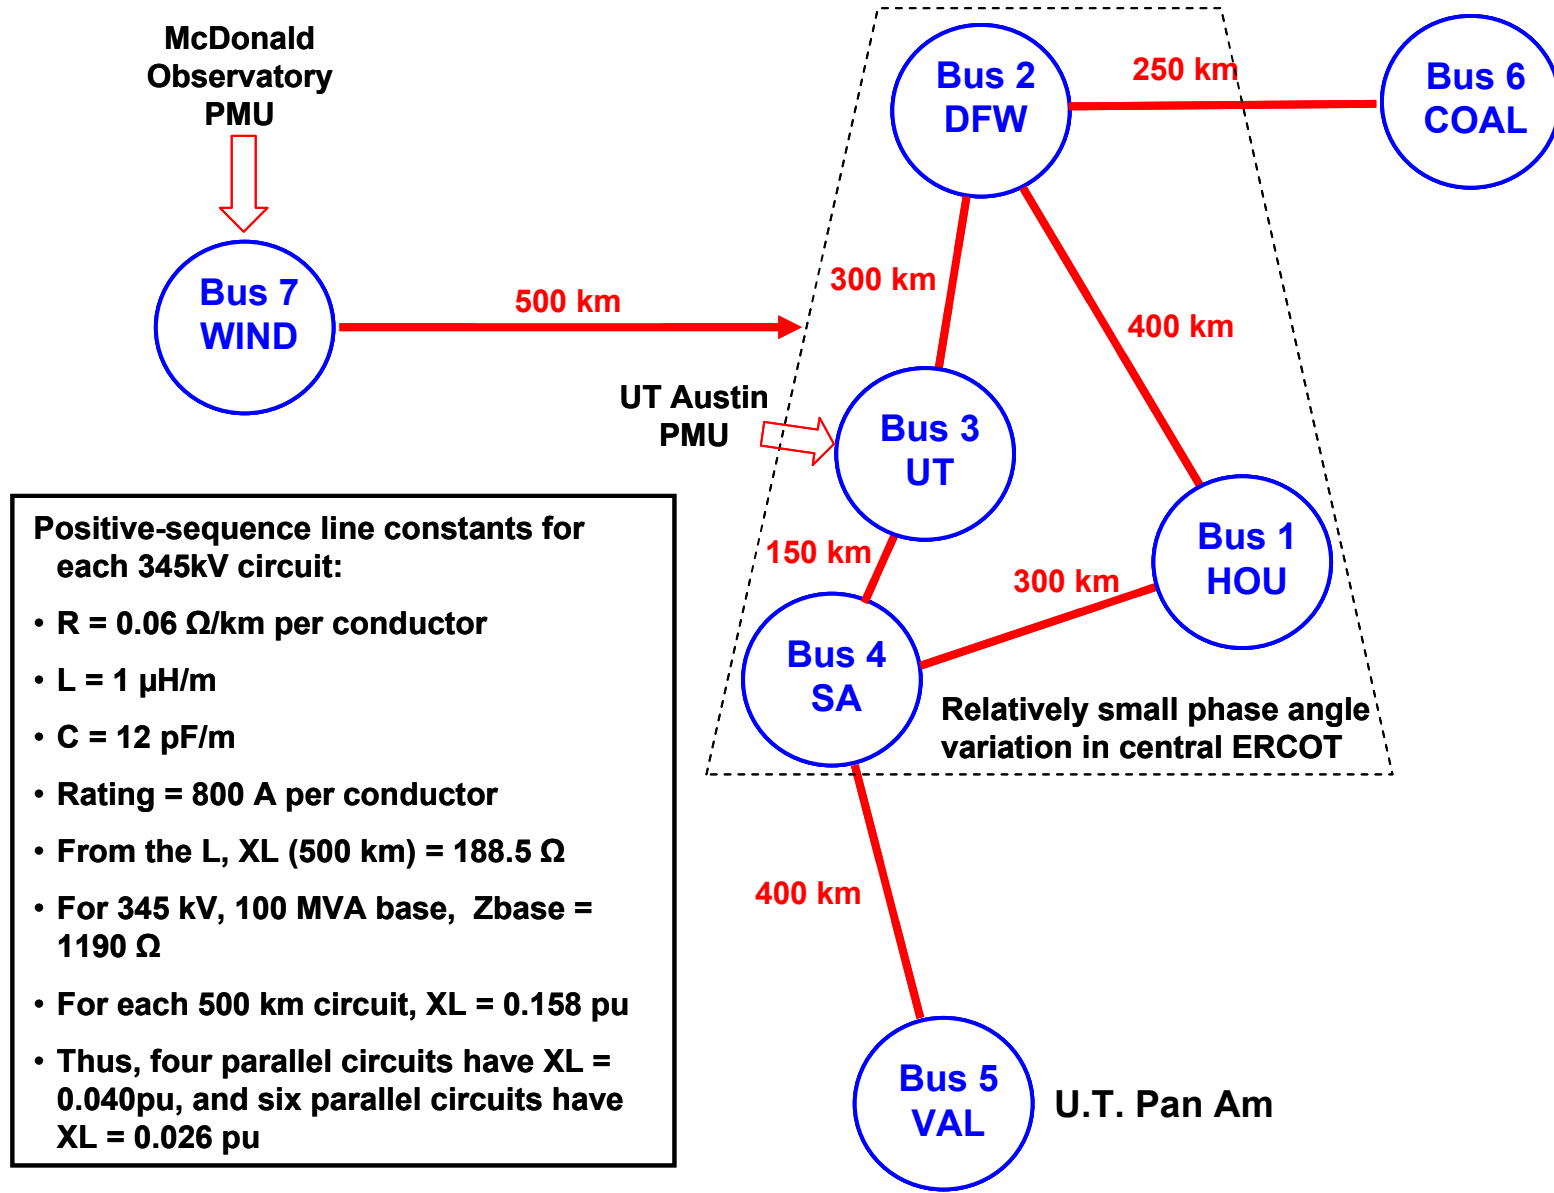 McDonald
Observatory
PMU
Bus 2
DFW
250 km
Bus 6
COAL
Bus 7
WIND
500 km
300 km
400 km
UT Austin
PMU
Bus 3
UT
150 km
300 km
Bus 1
HOU
Bus 4
SA
Relatively small phase angle
variation in central ERCOT
400 km
Bus 5
VAL
U.T. Pan Am
Positive-sequence line constants for
each 345kV circuit:
• R = 0.06 Ω/km per conductor
• L = 1 µH/m
• C = 12 pF/m
• Rating = 800 A per conductor
• From the L, XL (500 km) = 188.5 Ω
• For 345 kV, 100 MVA base, Zbase =
1190 Ω
• For each 500 km circuit, XL = 0.158 pu
• Thus, four parallel circuits have XL =
0.040pu, and six parallel circuits have
XL = 0.026 pu